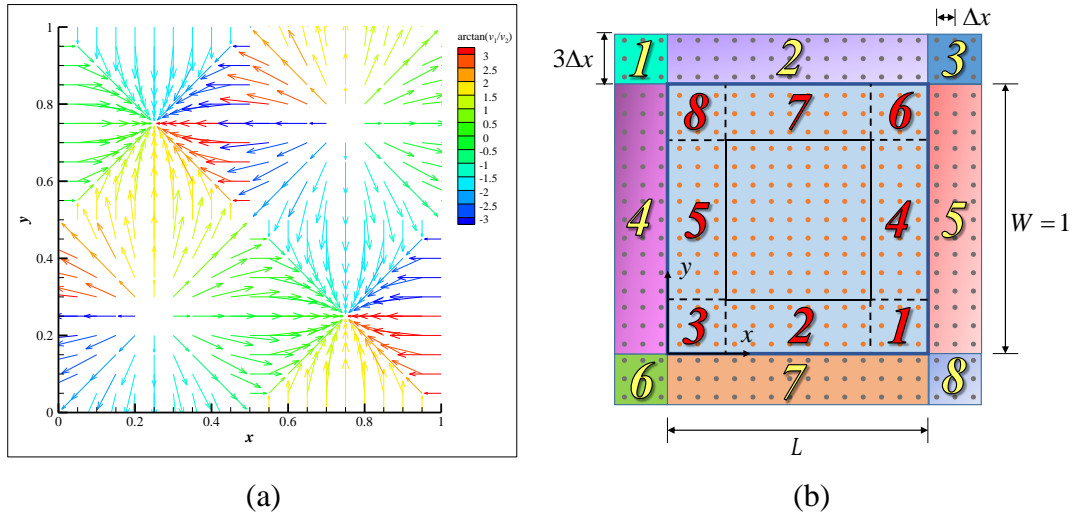 arctan(v₁/v₂)
3
2.5
2
1.5
1
0.5
0
-0.5
-1
-1.5
-2
-2.5
-3
1
0.8
0.6
0.4
0.2
0
y
0 0.2 0.4 0.6 0.8 1
x
(a)
Δx
3Δx
1 2 3
8 7 6
4 5 4 5
W = 1
y
x
3 2 1
6 7 8
L
(b)